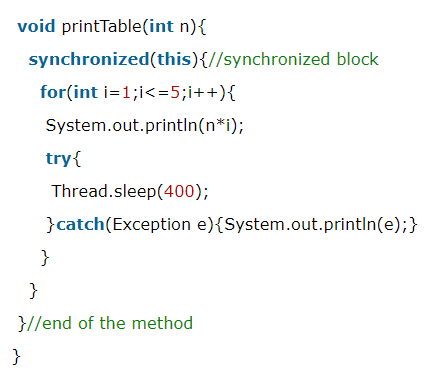 void printTable(int n){
synchronized(this){//synchronized block
for(int i=1;i<=5;i++){
System.out.println(n*i);
try{
Thread.sleep(400);
}catch(Exception e){System.out.println(e);}
}
}
}//end of the method
}